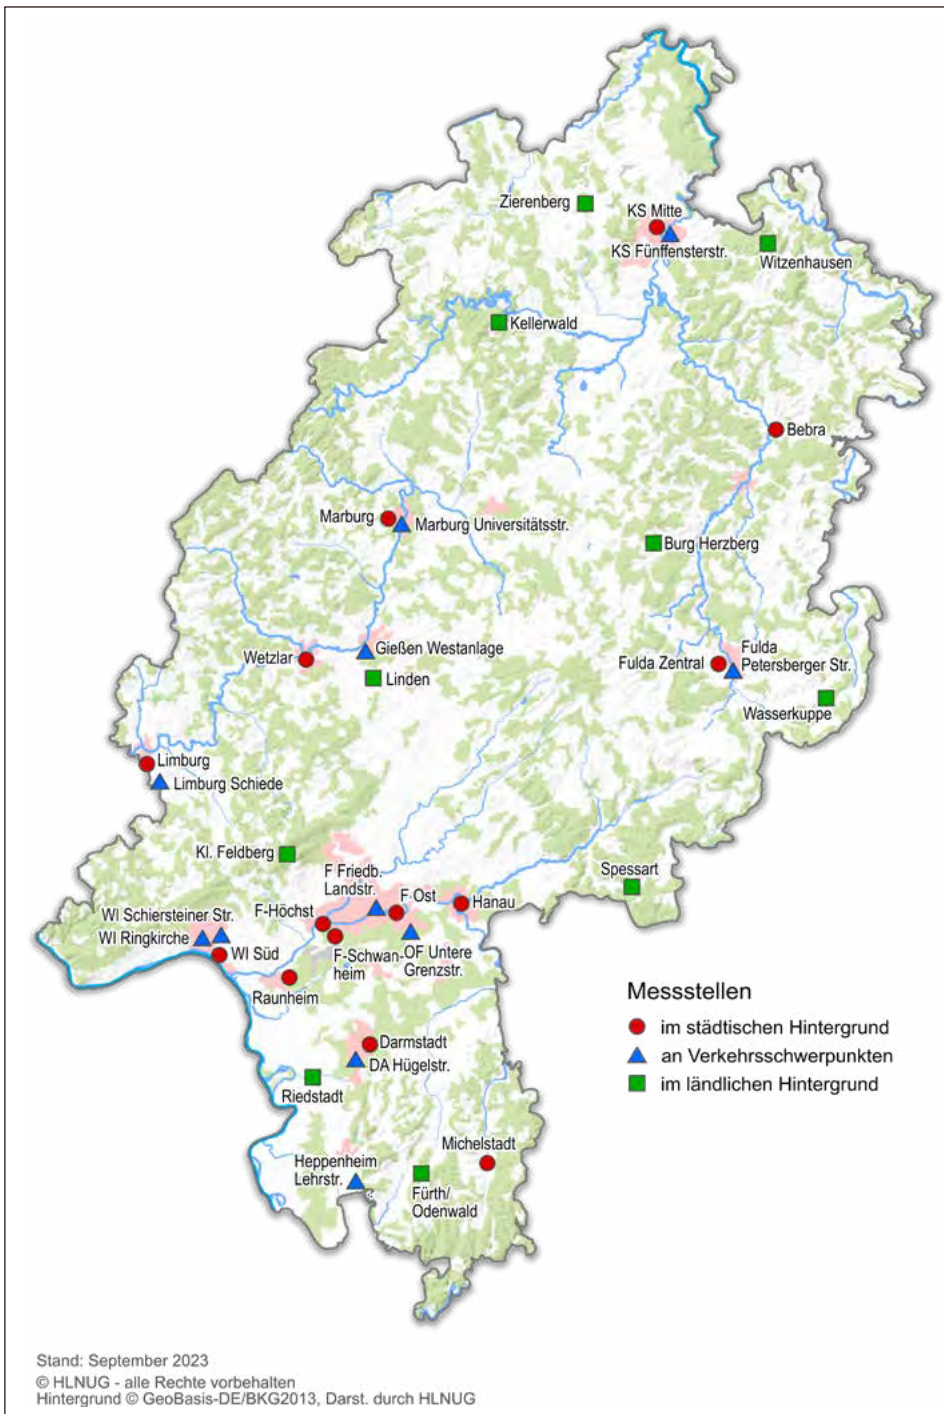 Zierenberg
KS Mitte
KS Fünffensterstr.
Witzenhausen
Kellerwald
Bebra
Marburg
Marburg Universitätsstr.
Burg Herzberg
Gießen Westanlage
Wetzlar
Linden
Fulda Zentral
Fulda
Petersberger Str.
Wasserkuppe
Limburg
Limburg Schiede
Kl. Feldberg
F Friedb.
Landstr.
Spessart
F Ost
Hanau
F-Höchst
WI Schiersteiner Str.
WI Ringkirche
WI Süd
F-Schwan-
heim
OF Untere
Grenzstr.
Raunheim
Darmstadt
DA Hügelstr.
Riedstadt
Michelstadt
Heppenheim
Lehrstr.
Fürth/
Odenwald
Messstellen
im städtischen Hintergrund
an Verkehrsschwerpunkten
im ländlichen Hintergrund
Stand: September 2023
© HLNUG - alle Rechte vorbehalten
Hintergrund © GeoBasis-DE/BKG2013, Darst. durch HLNUG